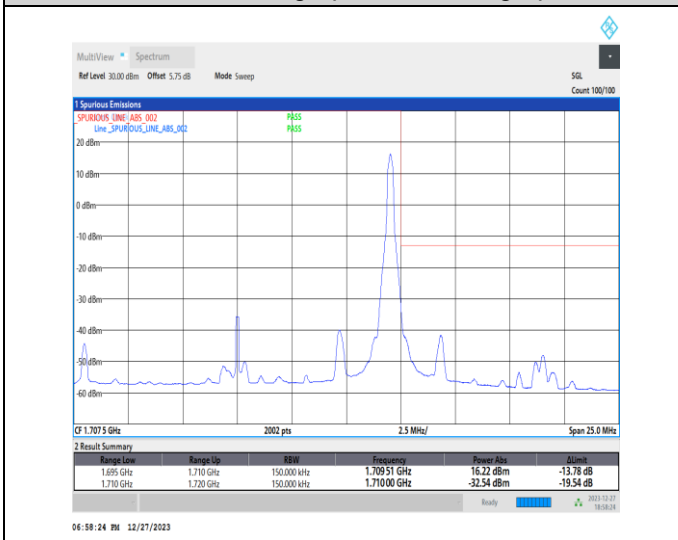 MultiView Spectrum
Ref Level 30.00 dBm Offset 5.75 dB Mode Sweep SGL
Count 100/100
1 Spurious Emissions
SPURIOUS_LINE_ABS_002 PASS
Line _SPURIOUS_LINE_ABS_002 PASS
20 dBm
10 dBm
0 dBm
-10 dBm
-20 dBm
-30 dBm
-40 dBm
-50 dBm
-60 dBm
CF 1.707 5 GHz 2002 pts 2.5 MHz/ Span 25.0 MHz
2 Result Summary
Range Low Range Up RBW Frequency Power Abs ΔLimit
1.695 GHz 1.710 GHz 150.000 kHz 1.709 51 GHz 16.22 dBm -13.78 dB
1.710 GHz 1.720 GHz 150.000 kHz 1.710 00 GHz -32.54 dBm -19.54 dB
Ready 2023-12-27
18:58:24
06:58:24 PM 12/27/2023